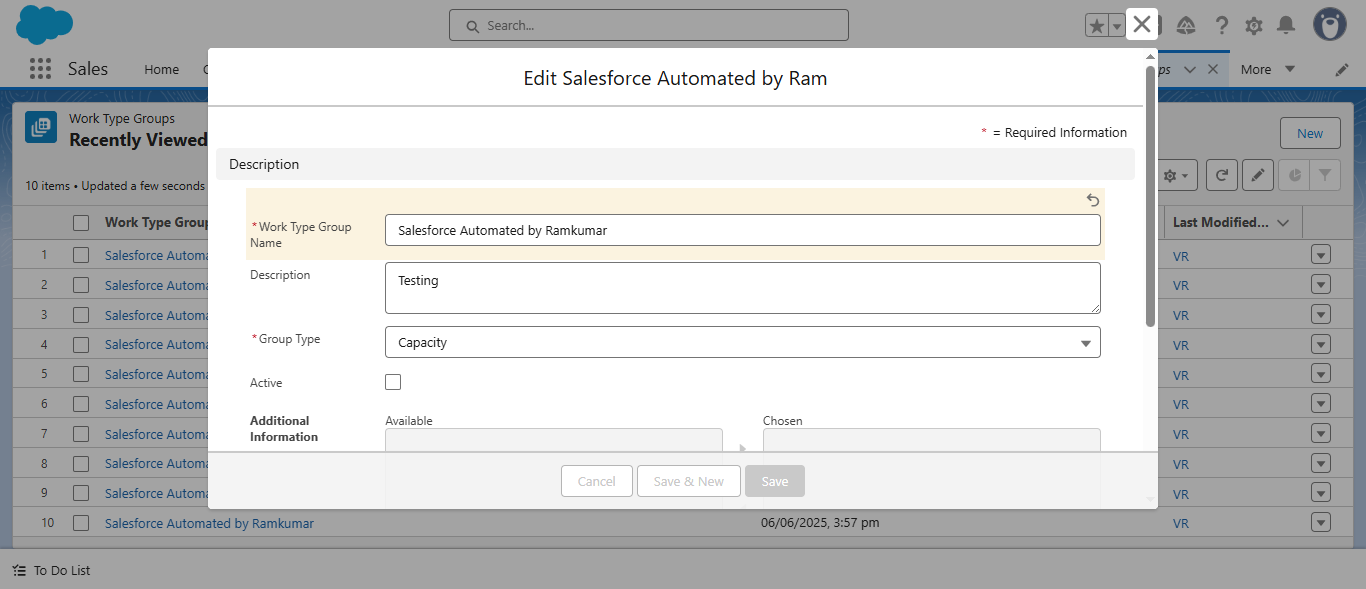 Search...
Sales
Home
ps
More
Edit Salesforce Automated by Ram
Work Type Groups
Recently Viewed
New
* = Required Information
Description
10 items • Updated a few seconds
Work Type Group
Last Modified...
*Work Type Group
Name
Salesforce Automated by Ramkumar
Description
Testing
*Group Type
Capacity
Active
Additional
Information
Available
Chosen
1 Salesforce Automa VR
2 Salesforce Automa VR
3 Salesforce Automa VR
4 Salesforce Automa VR
5 Salesforce Automa VR
6 Salesforce Automa VR
7 Salesforce Automa VR
8 Salesforce Automa VR
9 Salesforce Automa VR
Cancel
Save & New
Save
10 Salesforce Automated by Ramkumar 06/06/2025, 3:57 pm VR
To Do List